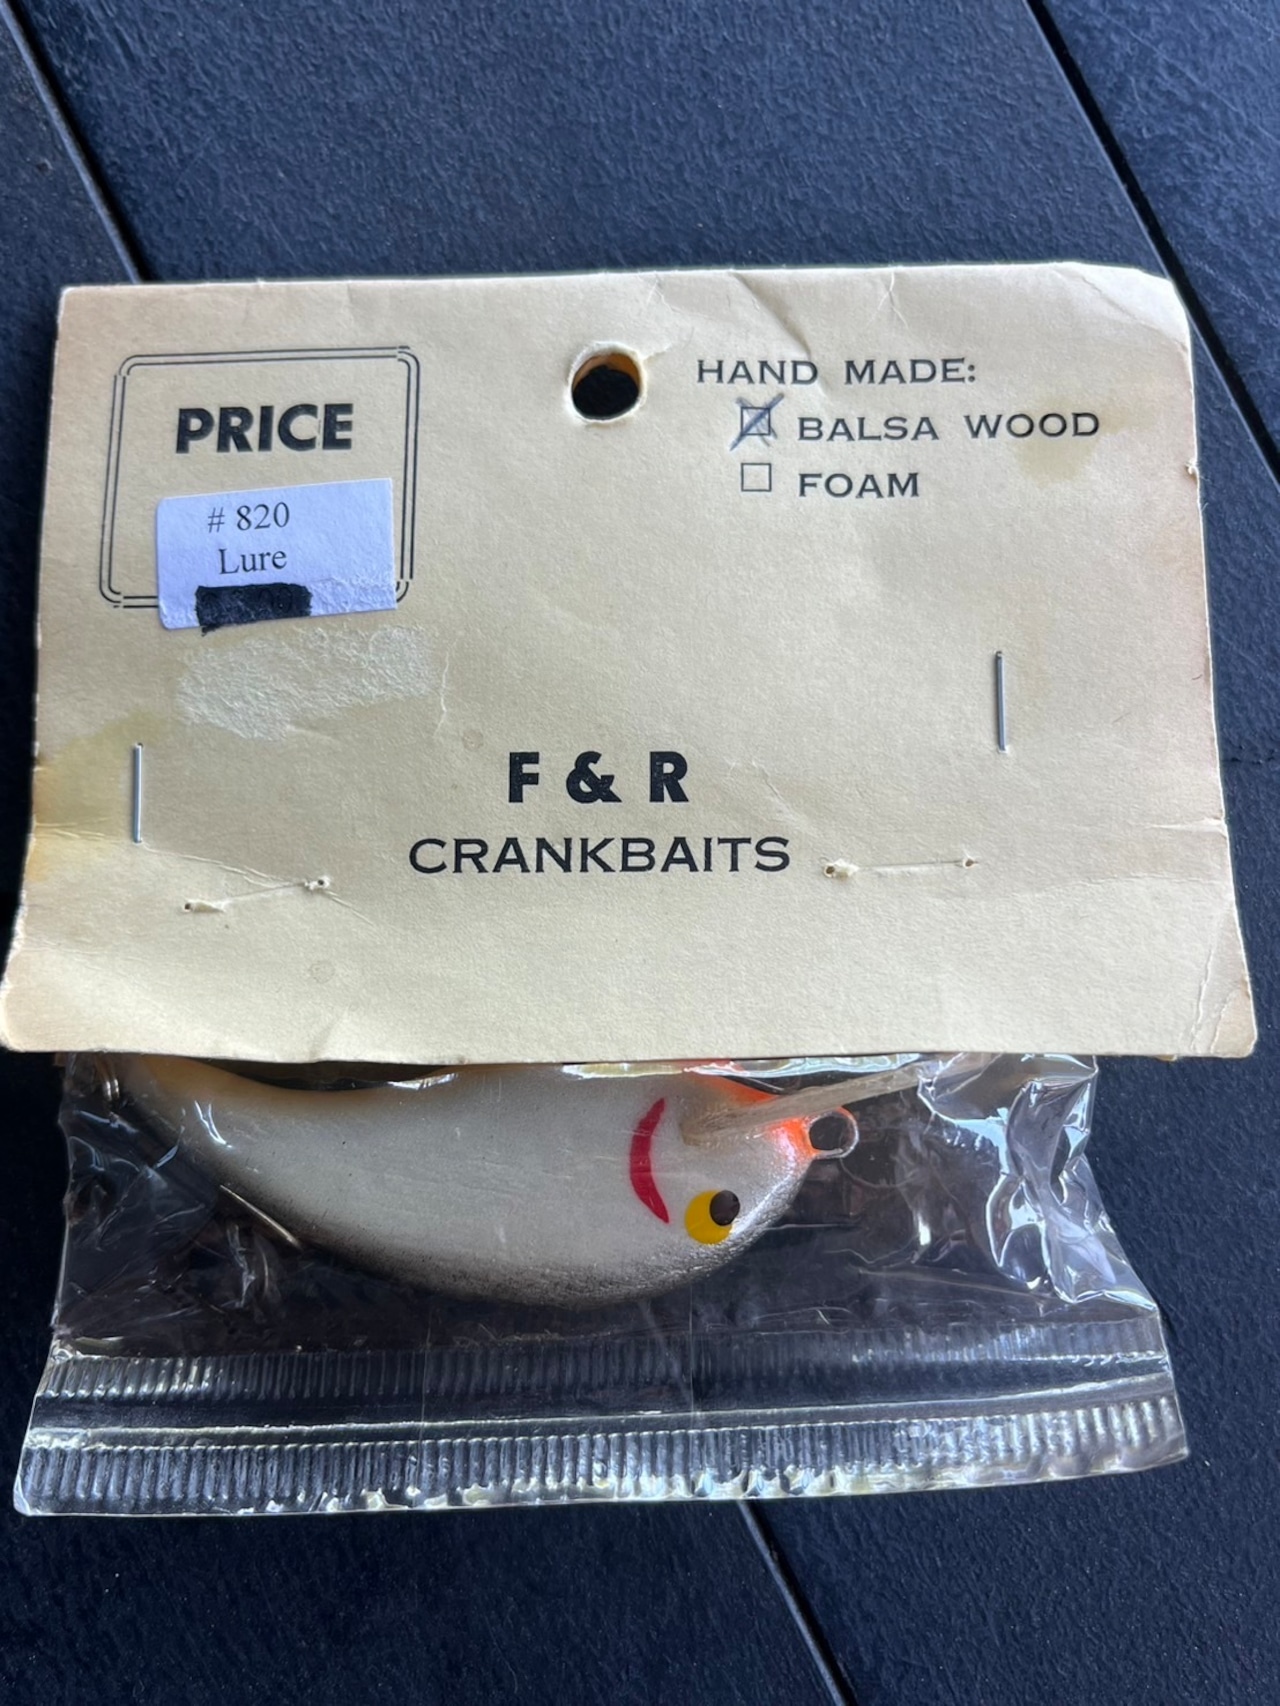 PRICE
# 820
Lure
HAND MADE:
BALSA WOOD
FOAM
F & R
CRANKBAITS